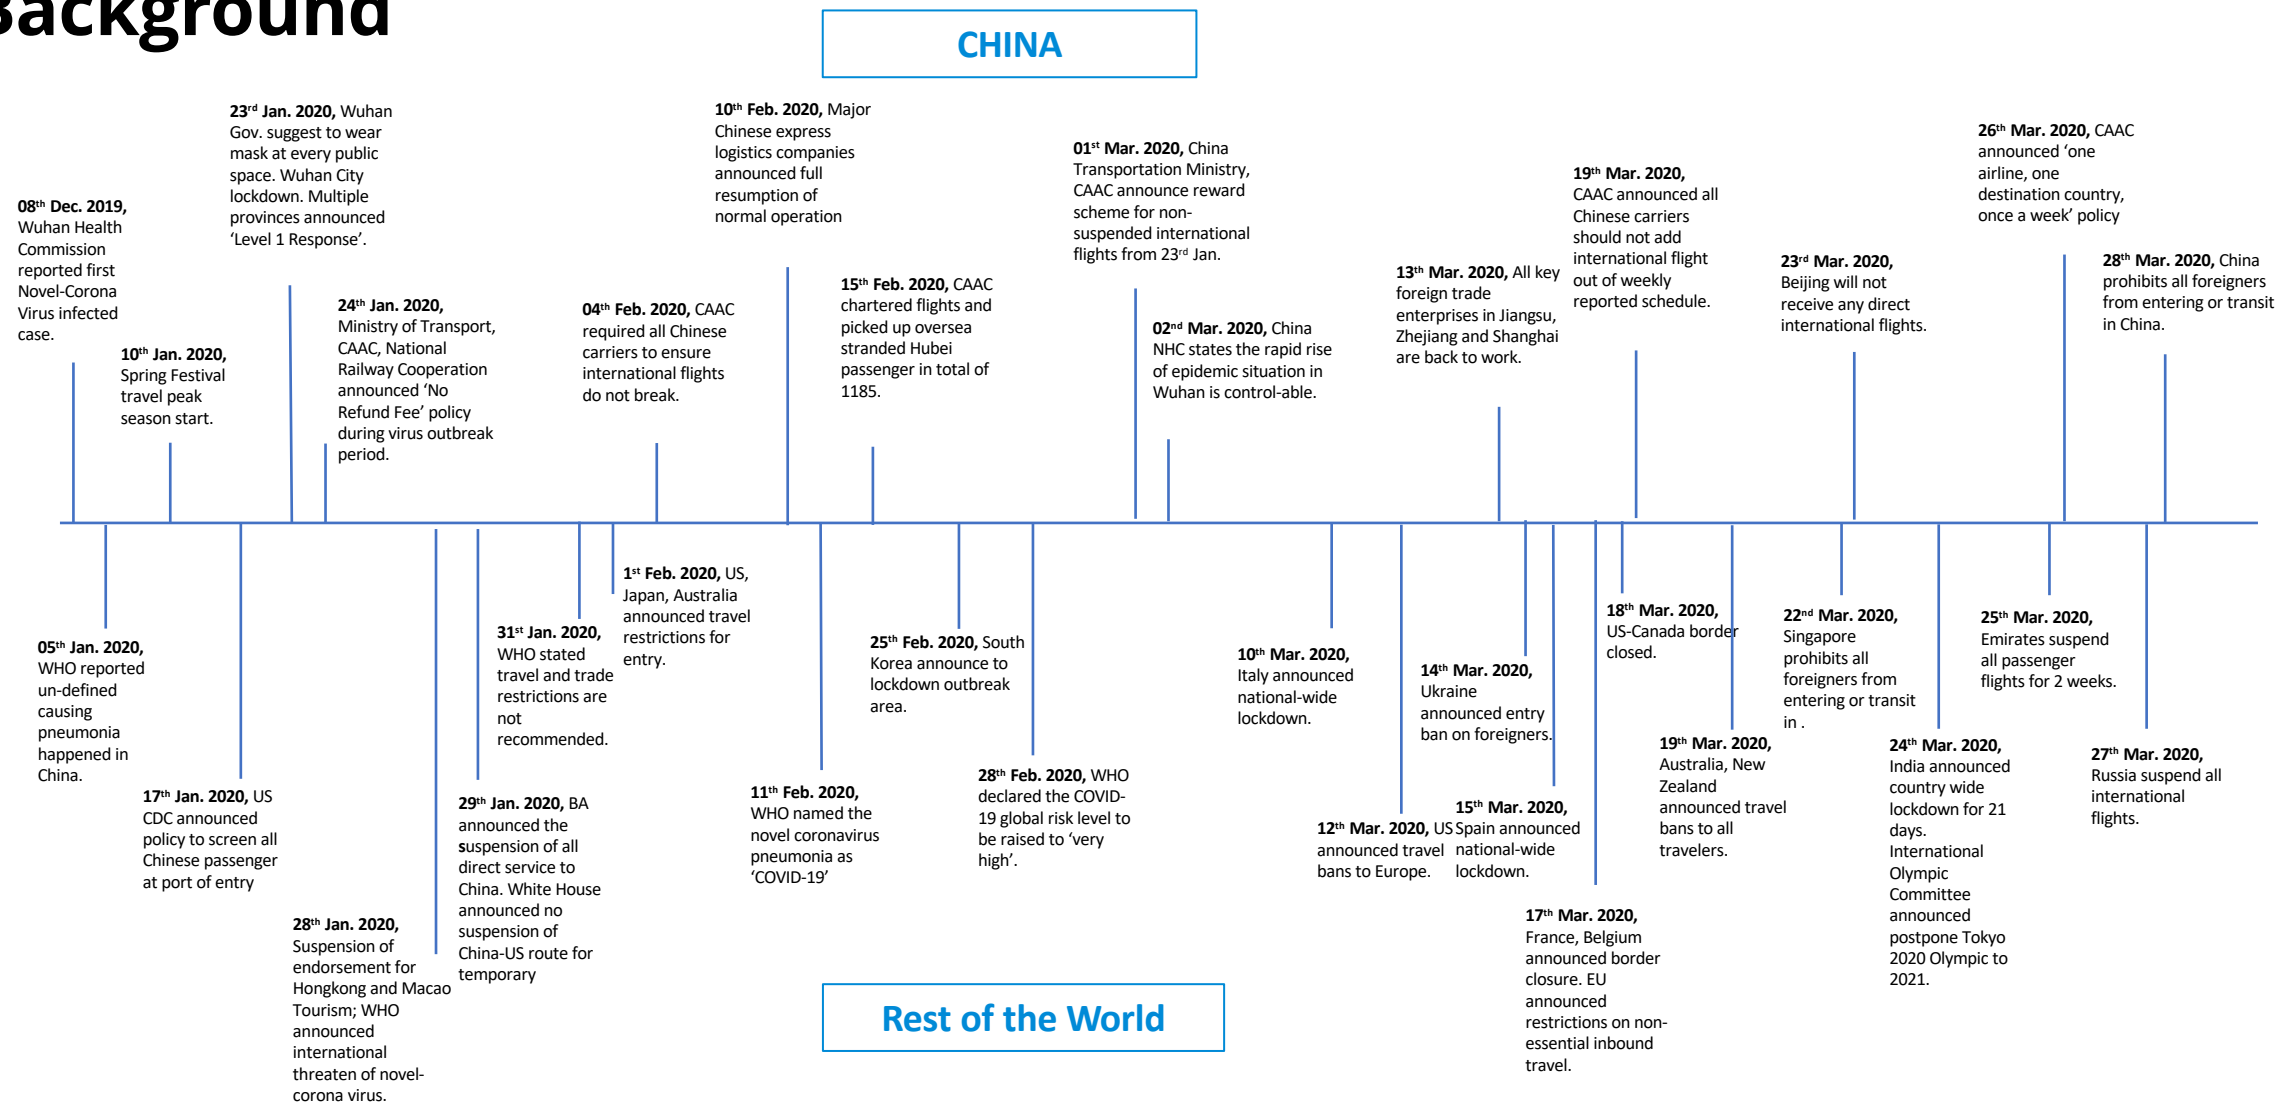 Background
CHINA
08th Dec. 2019,
Wuhan Health
Commission
reported first
Novel-Corona
Virus infected
case.
10th Jan. 2020,
Spring Festival
travel peak
season start.
23rd Jan. 2020, Wuhan
Gov. suggest to wear
mask at every public
space. Wuhan City
lockdown. Multiple
provinces announced
‘Level 1 Response’.
24th Jan. 2020,
Ministry of Transport,
CAAC, National
Railway Cooperation
announced ‘No
Refund Fee’ policy
during virus outbreak
period.
04th Feb. 2020, CAAC
required all Chinese
carriers to ensure
international flights
do not break.
10th Feb. 2020, Major
Chinese express
logistics companies
announced full
resumption of
normal operation
15th Feb. 2020, CAAC
chartered flights and
picked up oversea
stranded Hubei
passenger in total of
1185.
01st Mar. 2020, China
Transportation Ministry,
CAAC announce reward
scheme for non-
suspended international
flights from 23rd Jan.
02nd Mar. 2020, China
NHC states the rapid rise
of epidemic situation in
Wuhan is control-able.
13th Mar. 2020, All key
foreign trade
enterprises in Jiangsu,
Zhejiang and Shanghai
are back to work.
19th Mar. 2020,
CAAC announced all
Chinese carriers
should not add
international flight
out of weekly
reported schedule.
23rd Mar. 2020,
Beijing will not
receive any direct
international flights.
26th Mar. 2020, CAAC
announced ‘one
airline, one
destination country,
once a week’ policy
28th Mar. 2020, China
prohibits all foreigners
from entering or transit
in China.
05th Jan. 2020,
WHO reported
un-defined
causing
pneumonia
happened in
China.
17th Jan. 2020, US
CDC announced
policy to screen all
Chinese passenger
at port of entry
28th Jan. 2020,
Suspension of
endorsement for
Hongkong and Macao
Tourism; WHO
announced
international
threaten of novel-
corona virus.
29th Jan. 2020, BA
announced the
suspension of all
direct service to
China. White House
announced no
suspension of
China-US route for
temporary
31st Jan. 2020,
WHO stated
travel and trade
restrictions are
not
recommended.
1st Feb. 2020, US,
Japan, Australia
announced travel
restrictions for
entry.
11th Feb. 2020,
WHO named the
novel coronavirus
pneumonia as
‘COVID-19’
25th Feb. 2020, South
Korea announce to
lockdown outbreak
area.
28th Feb. 2020, WHO
declared the COVID-
19 global risk level to
be raised to ‘very
high’.
10th Mar. 2020,
Italy announced
national-wide
lockdown.
12th Mar. 2020, US
announced travel
bans to Europe.
14th Mar. 2020,
Ukraine
announced entry
ban on foreigners.
15th Mar. 2020,
Spain announced
national-wide
lockdown.
17th Mar. 2020,
France, Belgium
announced border
closure. EU
announced
restrictions on non-
essential inbound
travel.
18th Mar. 2020,
US-Canada border
closed.
19th Mar. 2020,
Australia, New
Zealand
announced travel
bans to all
travelers.
22nd Mar. 2020,
Singapore
prohibits all
foreigners from
entering or transit
in .
24th Mar. 2020,
India announced
country wide
lockdown for 21
days.
International
Olympic
Committee
announced
postpone Tokyo
2020 Olympic to
2021.
25th Mar. 2020,
Emirates suspend
all passenger
flights for 2 weeks.
27th Mar. 2020,
Russia suspend all
international
flights.
Rest of the World